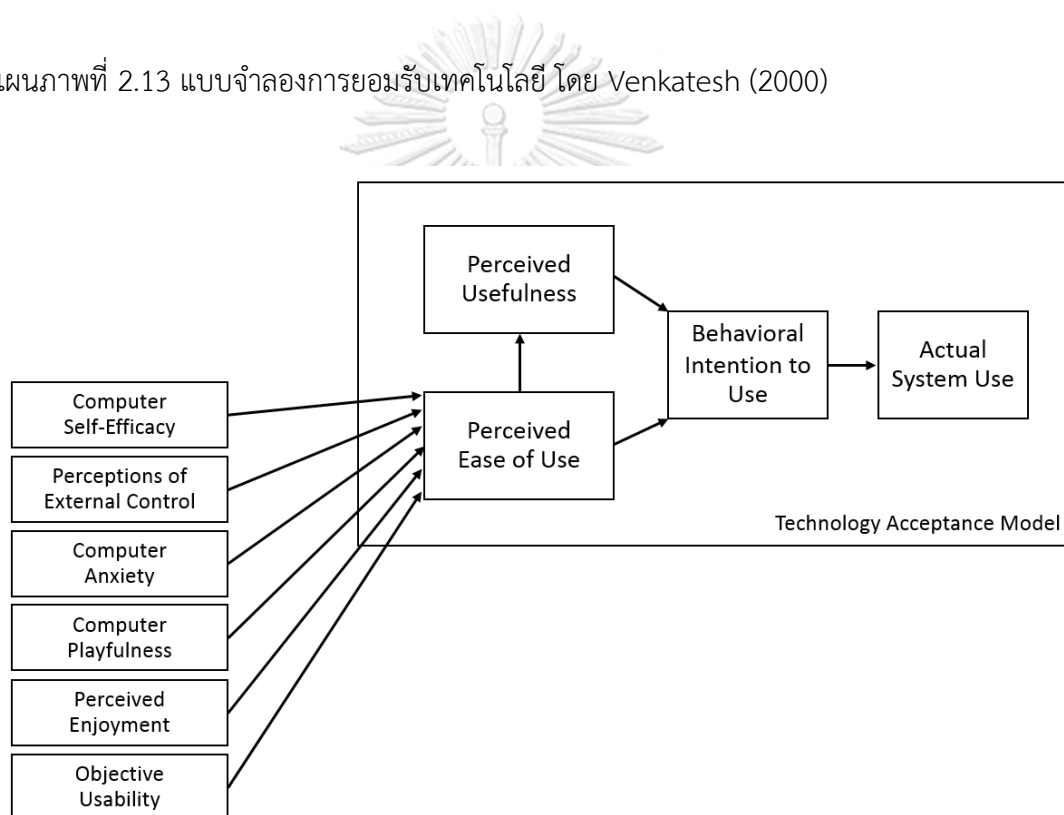 แผนภาพที่ 2.13 แบบจำลองการยอมรับเทคโนโลยี โดย Venkatesh (2000)
Perceived
Usefulness
Behavioral
Intention to
Use
Actual
System Use
Computer
Self-Efficacy
Perceived
Ease of Use
Perceptions of
External Control
Technology Acceptance Model
Computer
Anxiety
Computer
Playfulness
Perceived
Enjoyment
Objective
Usability